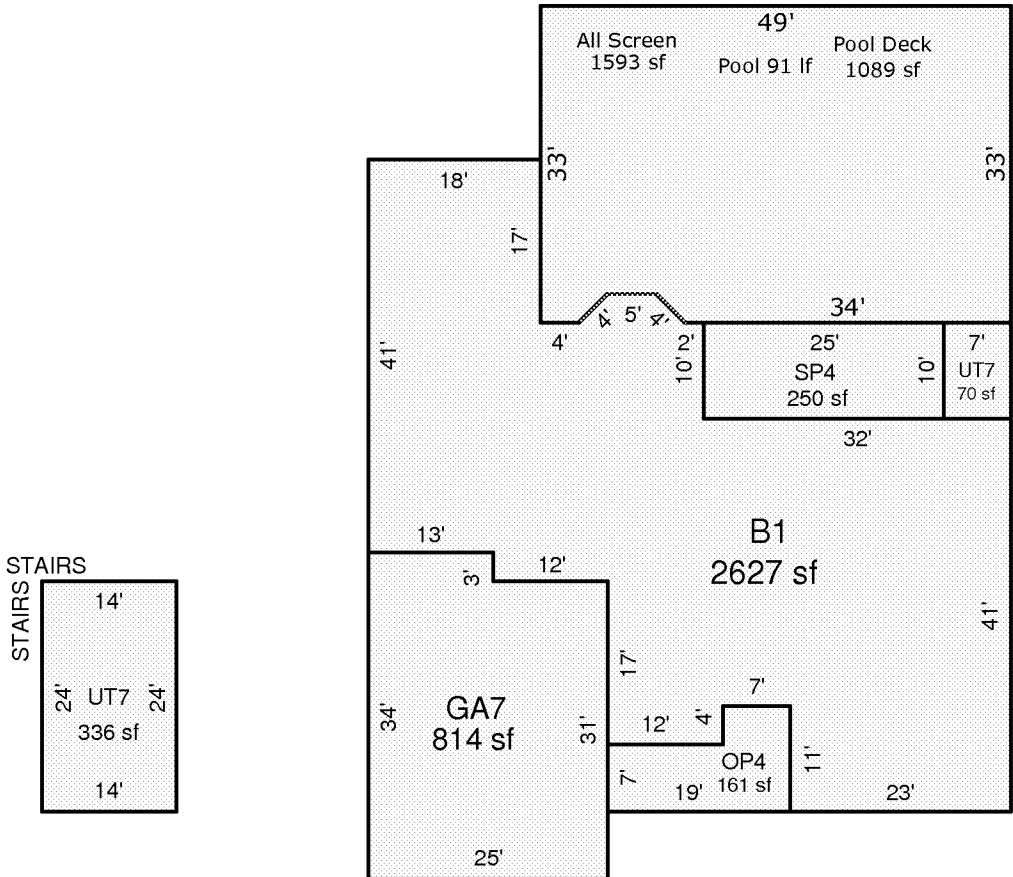 49'
All Screen
1593 sf
Pool 91 lf
Pool Deck
1089 sf
33'
33'
18'
17'
4'
4'
5'
4'
2'
34'
41'
10'
25'
SP4
250 sf
10'
7'
UT7
70 sf
32'
B1
2627 sf
13'
3'
12'
STAIRS
STAIRS
14'
24'
UT7
336 sf
24'
14'
41'
17'
7'
34'
GA7
814 sf
31'
12'
4'
OP4
161 sf
11'
7'
19'
23'
25'